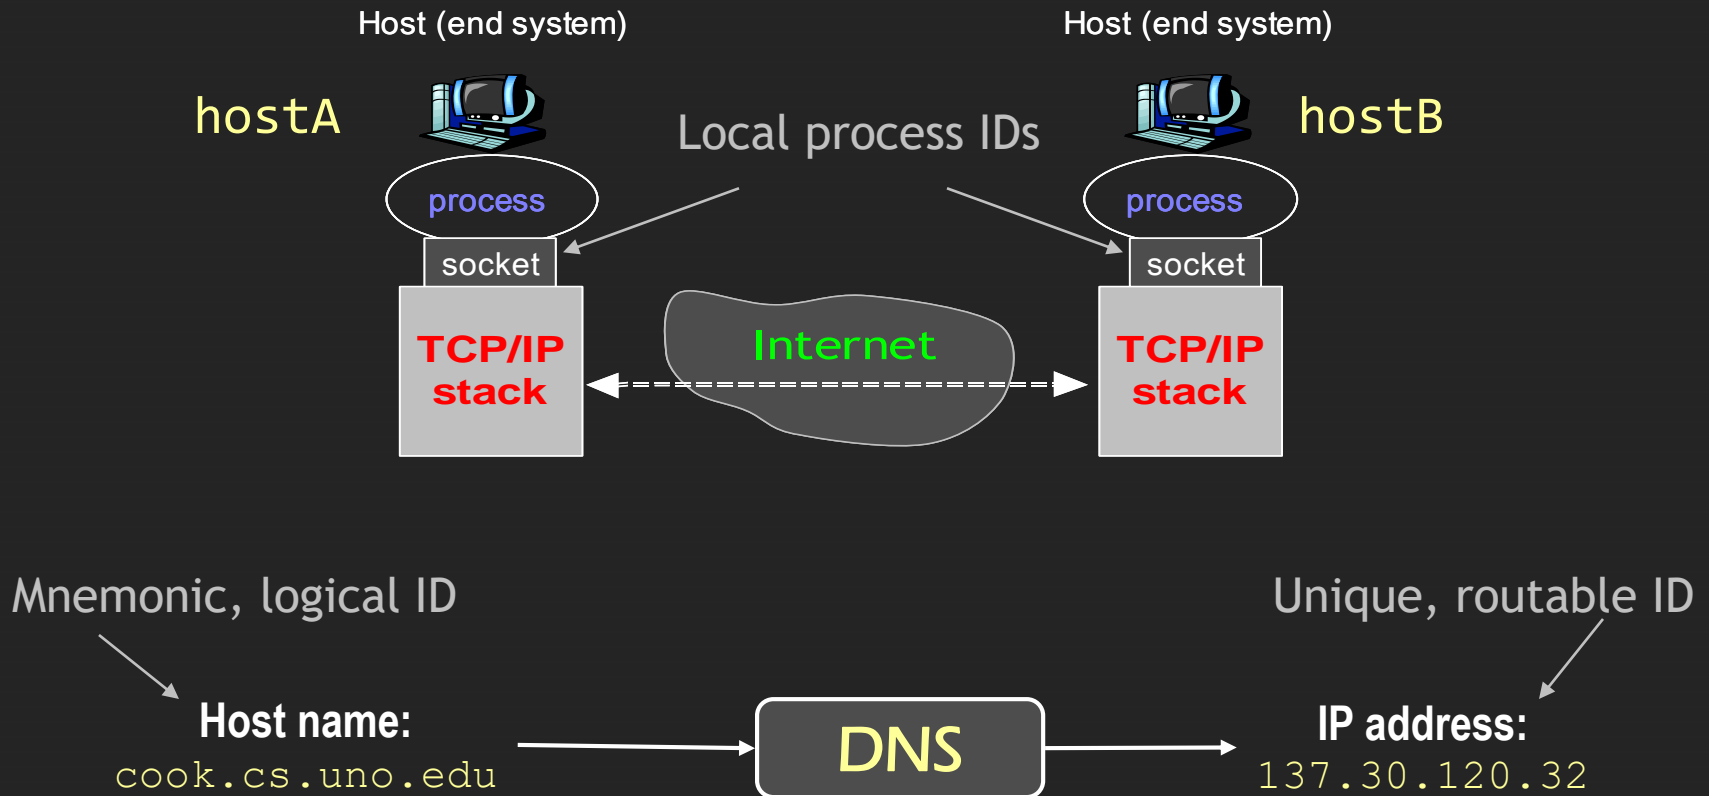 Host (end system)
Host (end system)
hostA
Local process IDs
hostB
process
process
socket
socket
TCP/IP
stack
Internet
TCP/IP
stack
Mnemonic, logical ID
Unique, routable ID
Host name:
cook.cs.uno.edu
DNS
IP address:
137.30.120.32